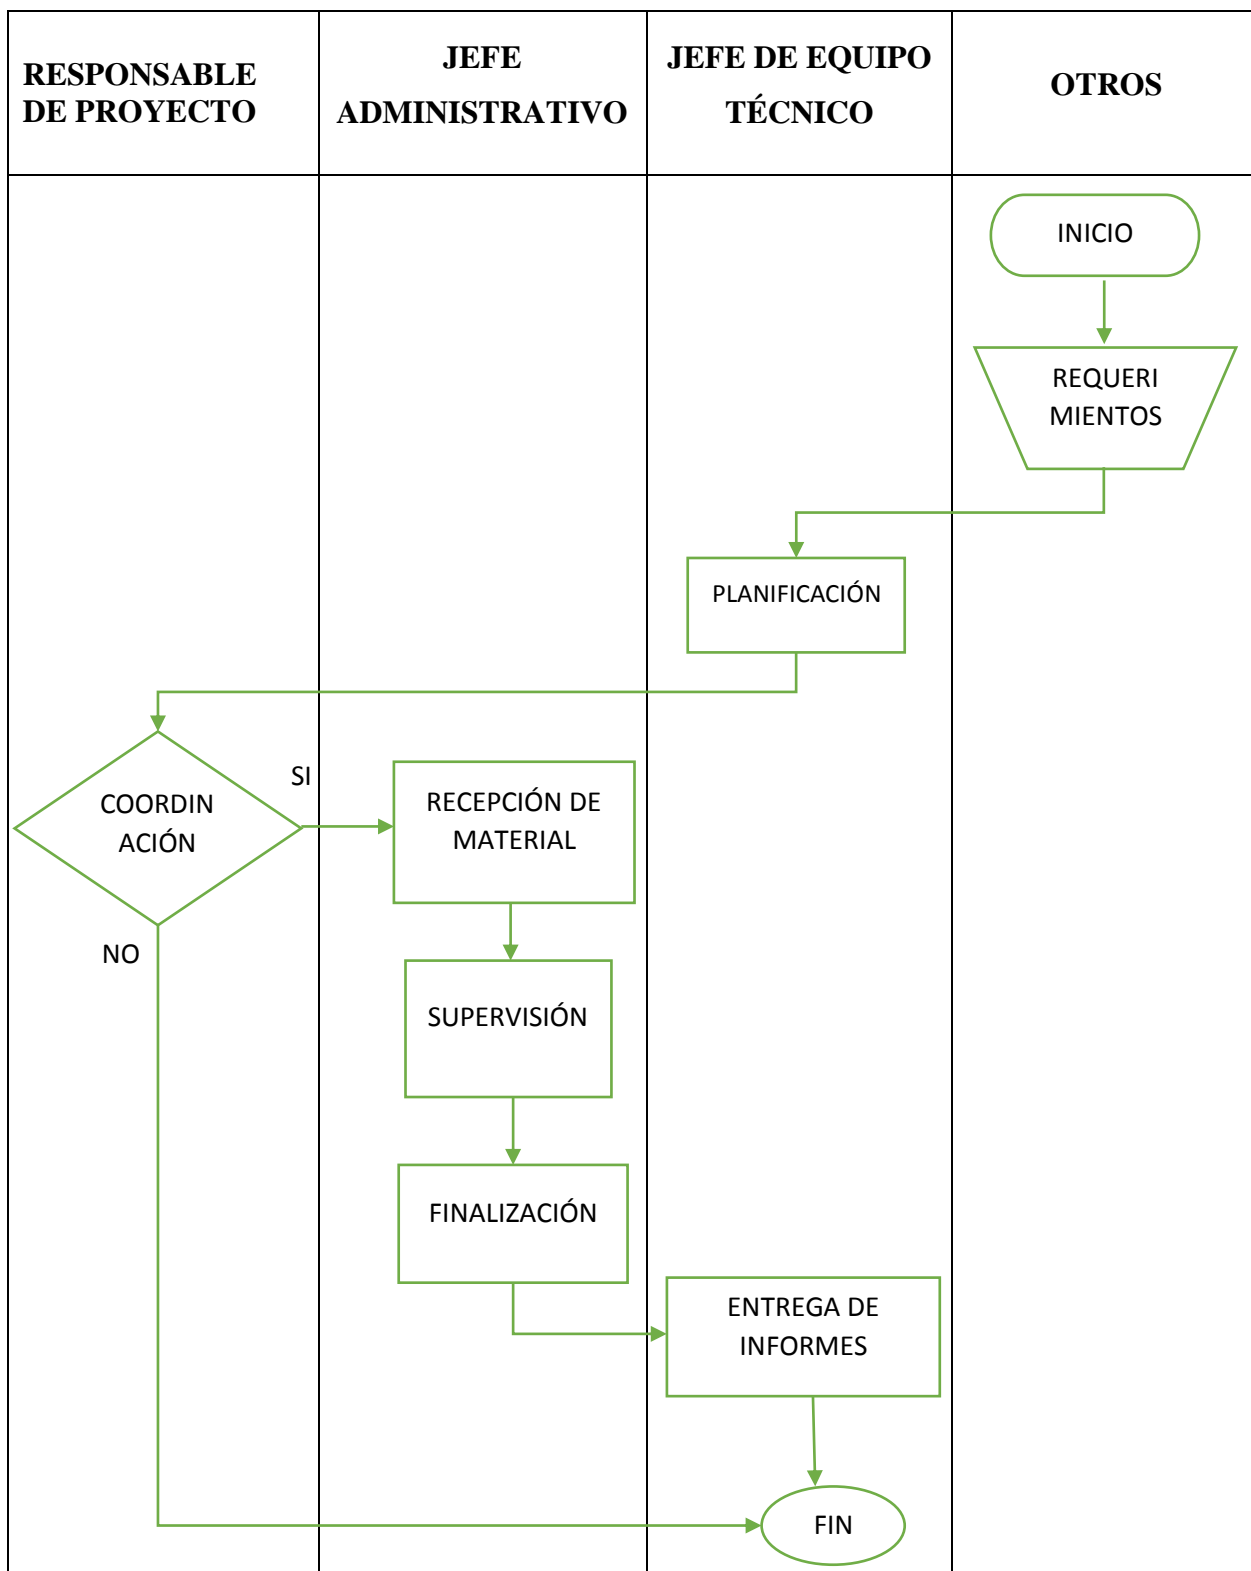 RESPONSABLE
DE PROYECTO
JEFE
ADMINISTRATIVO
JEFE DE EQUIPO
TÉCNICO
OTROS
INICIO
REQUERI
MIENTOS
PLANIFICACIÓN
COORDIN
ACIÓN
SI
RECEPCIÓN DE
MATERIAL
NO
SUPERVISIÓN
FINALIZACIÓN
ENTREGA DE
INFORMES
FIN